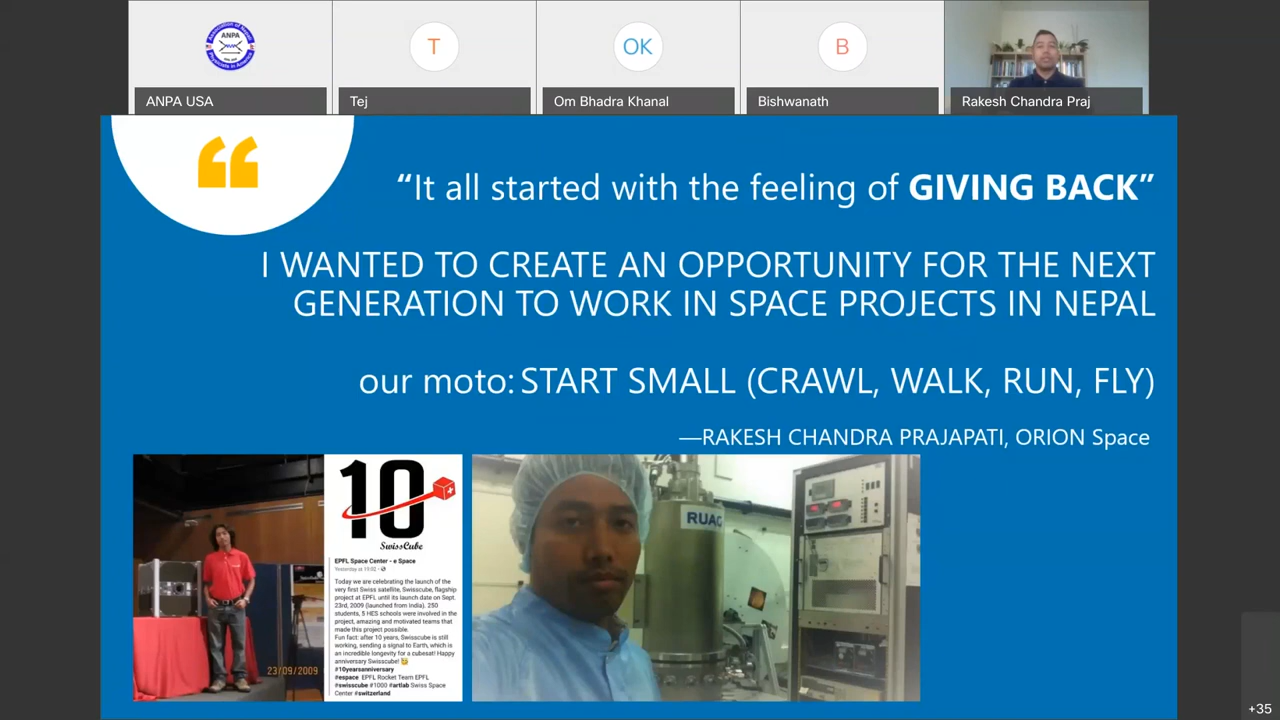 ANPA
T
OK
B
ANPA USA
Tej
Om Bhadra Khanal
Bishwanath
Rakesh Chandra Praj
“It all started with the feeling of GIVING BACK”
I WANTED TO CREATE AN OPPORTUNITY FOR THE NEXT
GENERATION TO WORK IN SPACE PROJECTS IN NEPAL
our moto: START SMALL (CRAWL, WALK, RUN, FLY)
—RAKESH CHANDRA PRAJAPATI, ORION Space
23/09/2009
10
SwissCube
EPFL Space Center - e Space
Yesterday at 19:02
Today we are celebrating the launch of the
very first Swiss satellite, Swisscube, flagship
project at EPFL until its launch date on Sept.
23rd, 2009 (launched from India). 250
students, 5 HES schools were involved in the
project, amazing and motivated teams that
made this project possible.
Fun fact: after 10 years, Swisscube is still
working, sending a signal to Earth, which is
an incredible longevity for a cubesat! Happy
anniversary Swisscube!
#10yearsanniversary
#espace EPFL Rocket Team EPFL
#swisscube #1000 #artlab Swiss Space
Center #switzerland
RUAG
+35